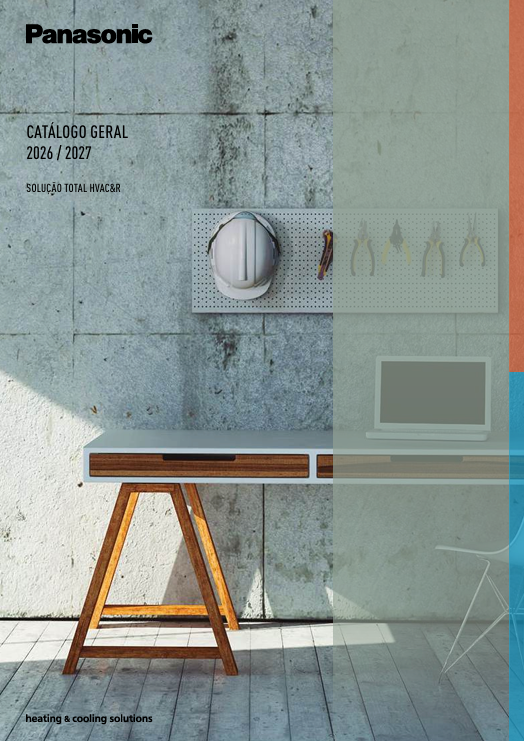 Panasonic
CATÁLOGO GERAL
2026 / 2027
SOLUÇÃO TOTAL HVAC&R
heating & cooling solutions